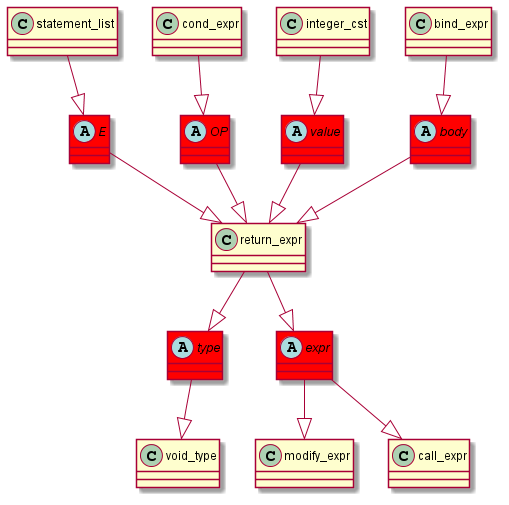 C statement_list
C cond_expr
C integer_cst
C bind_expr
A E
A OP
A value
A body
C return_expr
A type
A expr
C void_type
C modify_expr
C call_expr